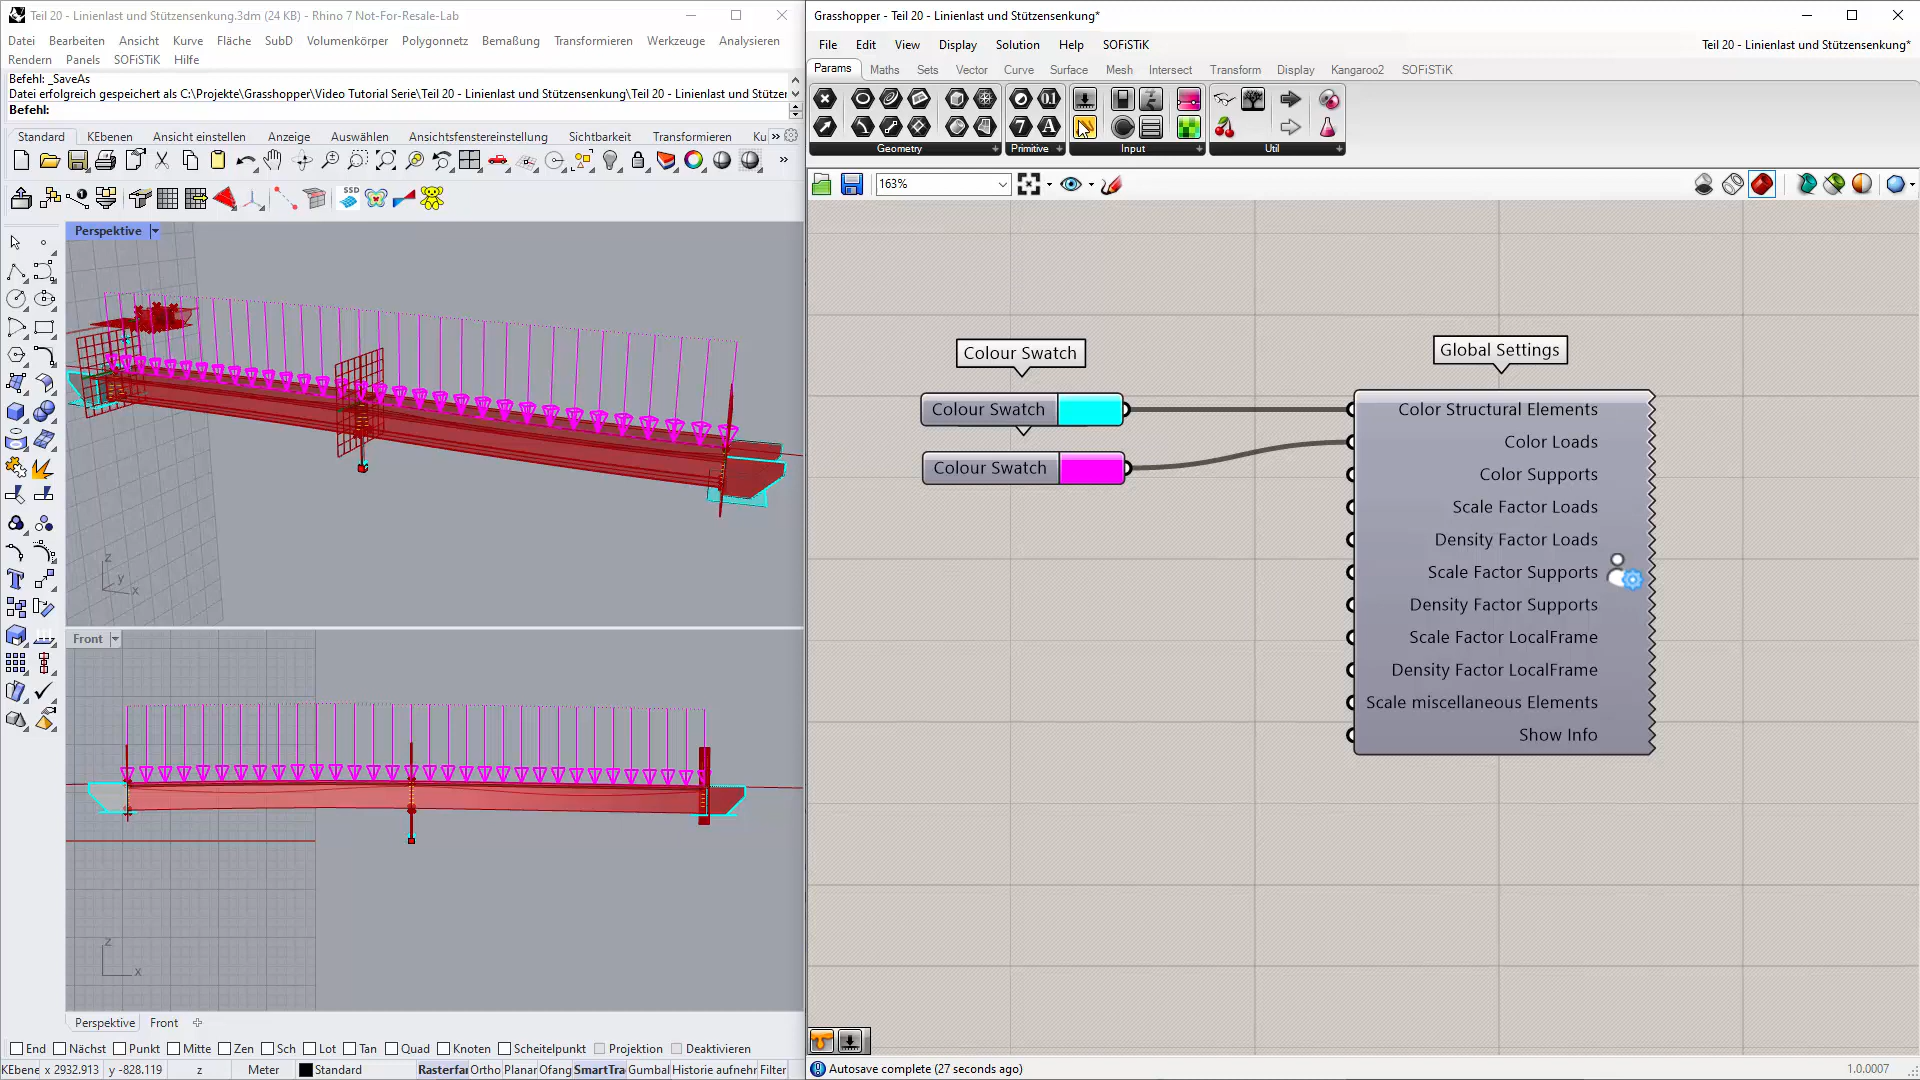 Teil 20 - Linienlast und Stützensenkung.3dm (24 KB) - Rhino 7 Not-For-Resale-Lab
Datei Bearbeiten Ansicht Kurve Fläche SubD Volumenkörper Polygonnetz Bemaßung Transformieren Werkzeuge Analysieren
Rendern Panels SOFiSTiK Hilfe
Befehl: _SaveAs
Datei erfolgreich gespeichert als C:\Projekte\Grasshopper\Video Tutorial Serie\Teil 20 - Linienlast und Stützensenkung\Teil 20 - Linienlast und Stützer
Befehl:
Standard KEbenen Ansicht einstellen Anzeige Auswählen Ansichtsfenstereinstellung Sichtbarkeit Transformieren Ku »
SSD
Perspektive
z
y
x
Front
z
x
Perspektive Front
End Nächst Punkt Mitte Zen Sch Lot Tan Quad Knoten Scheitelpunkt Projektion Deaktivieren
KEbene x 2932.913 y -828.119 z Meter Standard Rasterfar Ortho Planar Ofang SmartTra Gumbal Historie aufnehr Filter
Grasshopper - Teil 20 - Linienlast und Stützensenkung*
File Edit View Display Solution Help SOFiSTiK
Teil 20 - Linienlast und Stützensenkung*
Params Maths Sets Vector Curve Surface Mesh Intersect Transform Display Kangaroo2 SOFiSTiK
Geometry Primitive Input Util
163%
Colour Swatch
Colour Swatch
Colour Swatch
Global Settings
Color Structural Elements
Color Loads
Color Supports
Scale Factor Loads
Density Factor Loads
Scale Factor Supports
Density Factor Supports
Scale Factor LocalFrame
Density Factor LocalFrame
Scale miscellaneous Elements
Show Info
Autosave complete (27 seconds ago)
1.0.0007